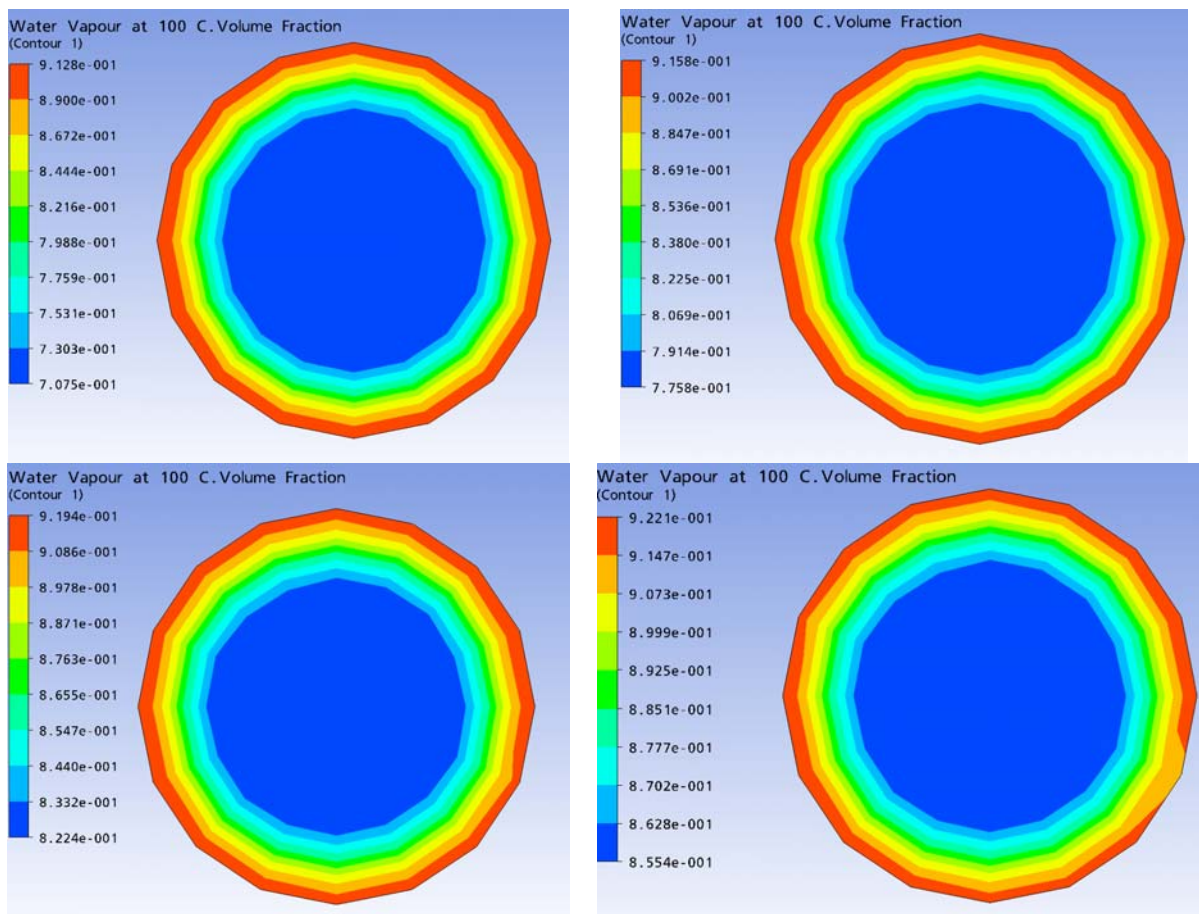 Water Vapour at 100 C.Volume Fraction
(Contour 1)
9.128e-001
8.900e-001
8.672e-001
8.444e-001
8.216e-001
7.988e-001
7.759e-001
7.531e-001
7.303e-001
7.075e-001
Water Vapour at 100 C.Volume Fraction
(Contour 1)
9.158e-001
9.002e-001
8.847e-001
8.691e-001
8.536e-001
8.380e-001
8.225e-001
8.069e-001
7.914e-001
7.758e-001
Water Vapour at 100 C.Volume Fraction
(Contour 1)
9.194e-001
9.086e-001
8.978e-001
8.871e-001
8.763e-001
8.655e-001
8.547e-001
8.440e-001
8.332e-001
8.224e-001
Water Vapour at 100 C.Volume Fraction
(Contour 1)
9.221e-001
9.147e-001
9.073e-001
8.999e-001
8.925e-001
8.851e-001
8.777e-001
8.702e-001
8.628e-001
8.554e-001